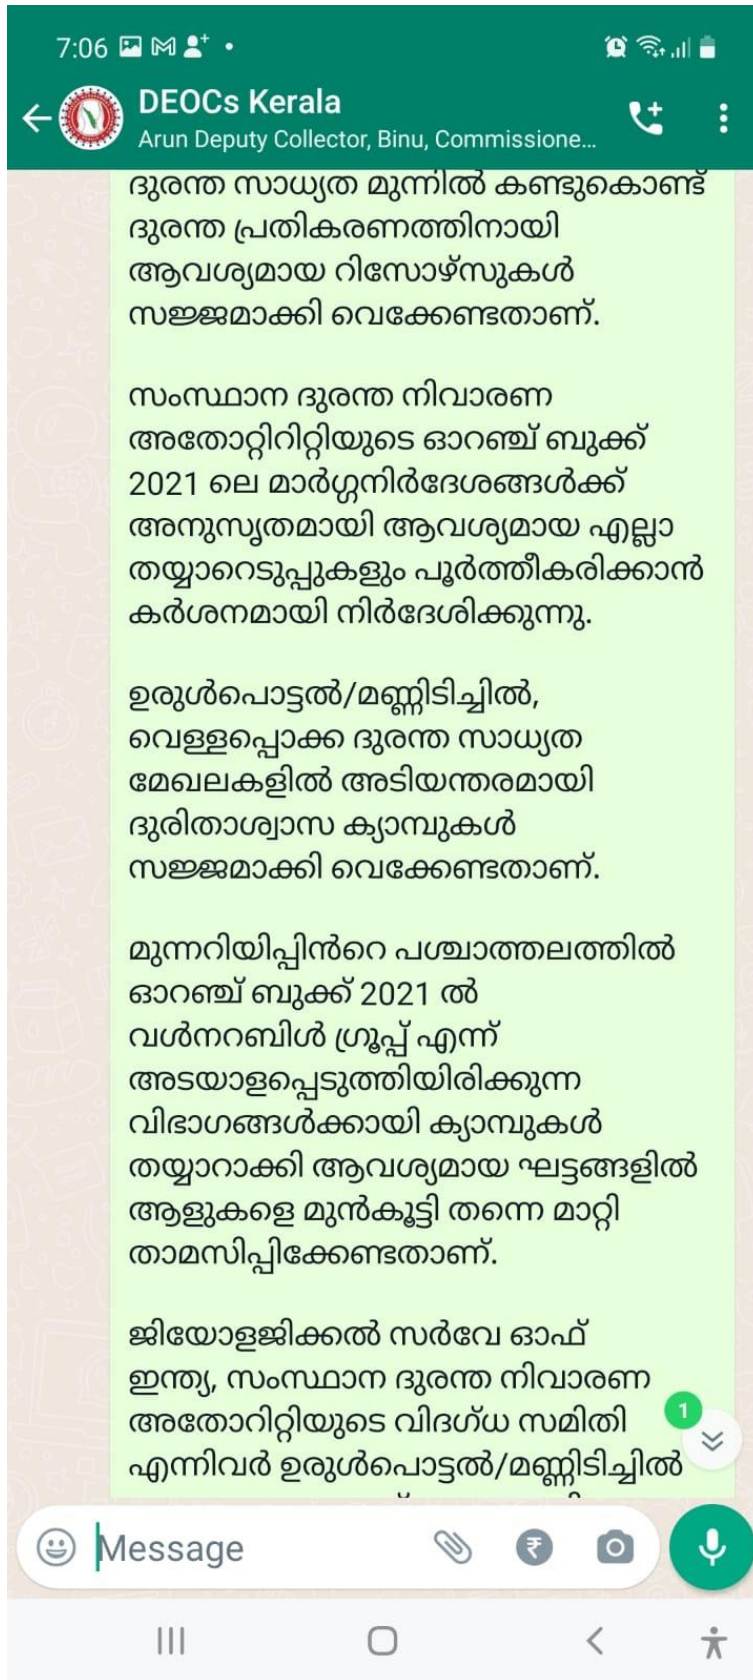 7:06
DEOCs Kerala
Arun Deputy Collector, Binu, Commissione...
ദുരന്ത സാധ്യത മുന്നിൽ കണ്ടുകൊണ്ട്
ദുരന്ത പ്രതികരണത്തിനായി
ആവശ്യമായ റിസോഴ്സുകൾ
സജ്ജമാക്കി വെക്കേണ്ടതാണ്.
സംസ്ഥാന ദുരന്ത നിവാരണ
അതോറ്റിറിറ്റിയുടെ ഓറഞ്ച് ബുക്ക്
2021 ലെ മാർഗ്ഗനിർദേശങ്ങൾക്ക്
അനുസൃതമായി ആവശ്യമായ എല്ലാ
തയ്യാറെടുപ്പുകളും പൂർത്തീകരിക്കാൻ
കർശനമായി നിർദേശിക്കുന്നു.
ഉരുൾപൊട്ടൽ/മണ്ണിടിച്ചിൽ,
വെള്ളപ്പൊക്ക ദുരന്ത സാധ്യത
മേഖലകളിൽ അടിയന്തരമായി
ദുരിതാശ്വാസ ക്യാമ്പുകൾ
സജ്ജമാക്കി വെക്കേണ്ടതാണ്.
മുന്നറിയിപ്പിൻറെ പശ്ചാത്തലത്തിൽ
ഓറഞ്ച് ബുക്ക് 2021 ൽ
വൾനറബിൾ ഗ്രൂപ്പ് എന്ന്
അടയാളപ്പെടുത്തിയിരിക്കുന്ന
വിഭാഗങ്ങൾക്കായി ക്യാമ്പുകൾ
തയ്യാറാക്കി ആവശ്യമായ ഘട്ടങ്ങളിൽ
ആളുകളെ മുൻകൂട്ടി തന്നെ മാറ്റി
താമസിപ്പിക്കേണ്ടതാണ്.
ജിയോളജിക്കൽ സർവേ ഓഫ്
ഇന്ത്യ, സംസ്ഥാന ദുരന്ത നിവാരണ
അതോറിറ്റിയുടെ വിദഗ്ധ സമിതി
എന്നിവർ ഉരുൾപൊട്ടൽ/മണ്ണിടിച്ചിൽ
1
Message